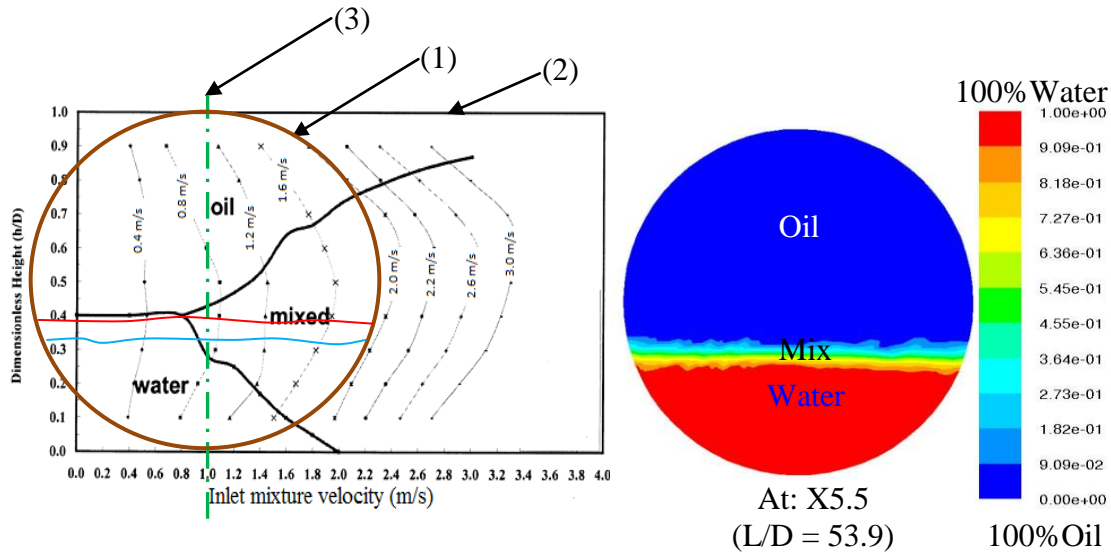 (3)
(1)
(2)
1.0
0.9
0.8
0.7
0.6
0.5
0.4
0.3
0.2
0.1
0.0
Dimensionless Height (h/D)
0.0 0.2 0.4 0.6 0.8 1.0 1.2 1.4 1.6 1.8 2.0 2.2 2.4 2.6 2.8 3.0 3.2 3.4 3.6 3.8 4.0
Inlet mixture velocity (m/s)
oil
mixed
water
0.4 m/s
0.8 m/s
1.2 m/s
1.6 m/s
2.0 m/s
2.2 m/s
2.6 m/s
3.0 m/s
Oil
Mix
Water
At: X5.5
(L/D = 53.9)
100%Water
1.00e+00
9.09e-01
8.18e-01
7.27e-01
6.36e-01
5.45e-01
4.55e-01
3.64e-01
2.73e-01
1.82e-01
9.09e-02
0.00e+00
100%Oil